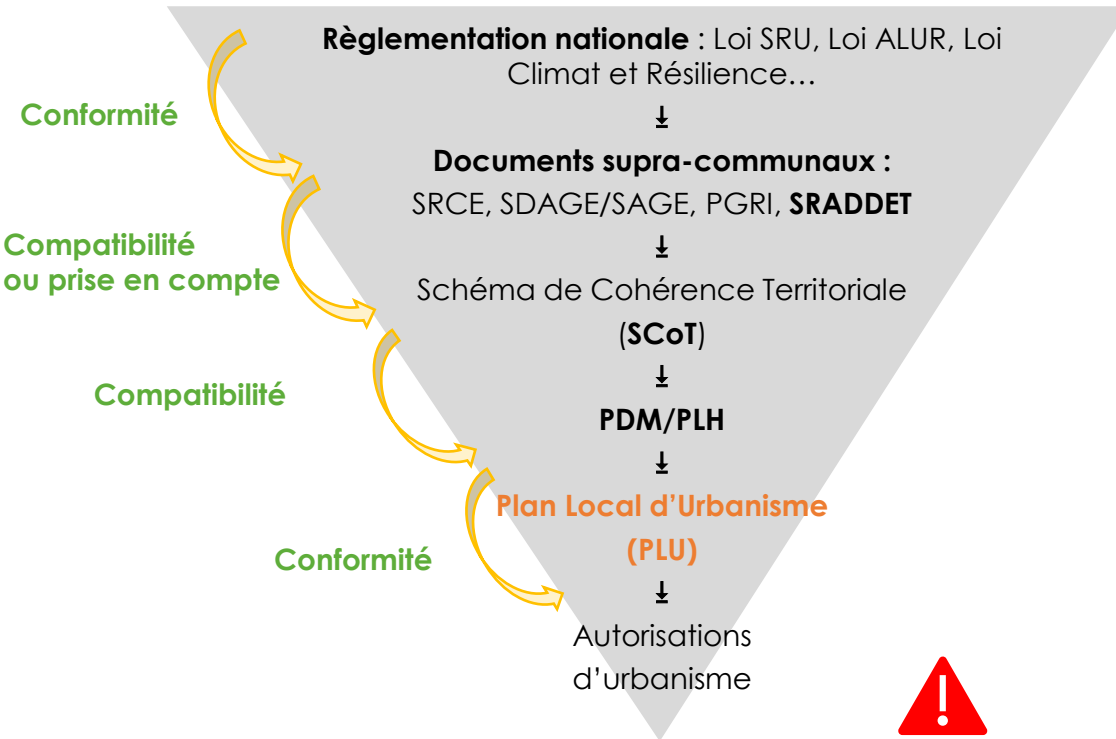 Règlementation nationale : Loi SRU, Loi ALUR, Loi
Climat et Résilience…
Conformité
Documents supra-communaux :
SRCE, SDAGE/SAGE, PGRI, SRADDET
Compatibilité
ou prise en compte
Schéma de Cohérence Territoriale
(SCoT)
Compatibilité
PDM/PLH
Plan Local d’Urbanisme
(PLU)
Conformité
Autorisations
d’urbanisme
!